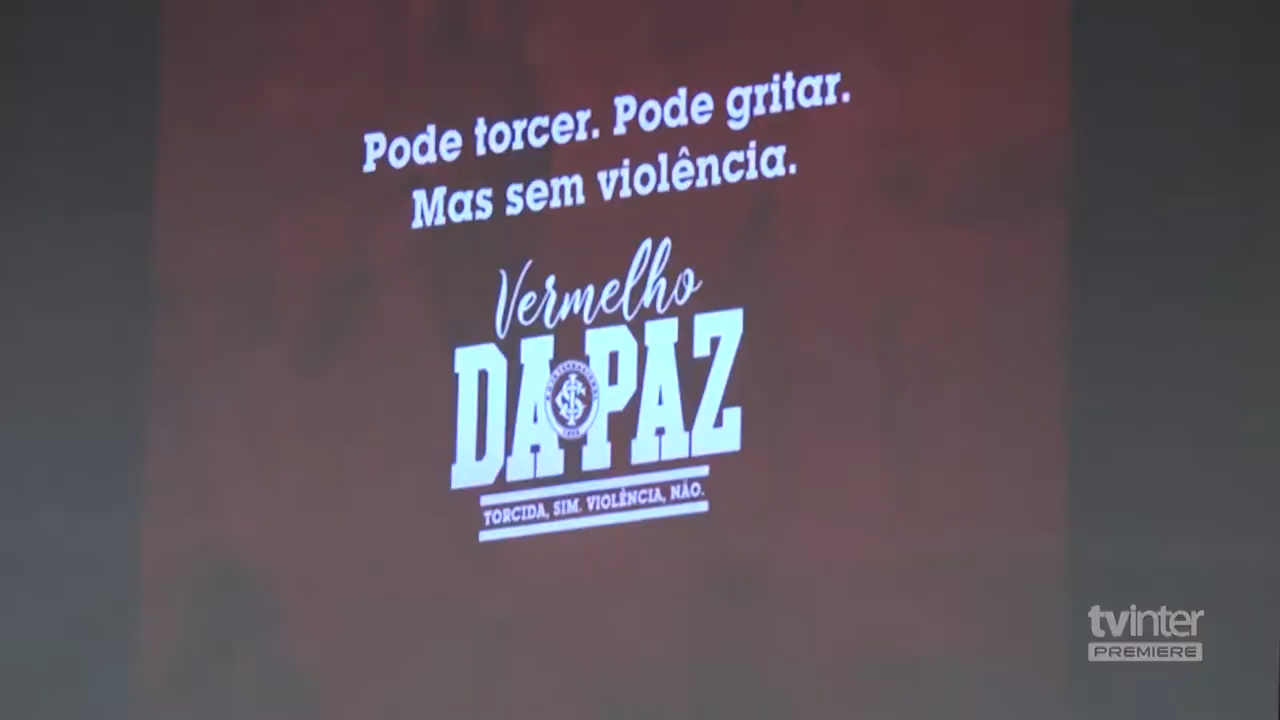 Pode torcer. Pode gritar.
Mas sem violência.
Vermelho
DA PAZ
TORCIDA, SIM. VIOLÊNCIA, NÃO.
tvinter
PREMIERE